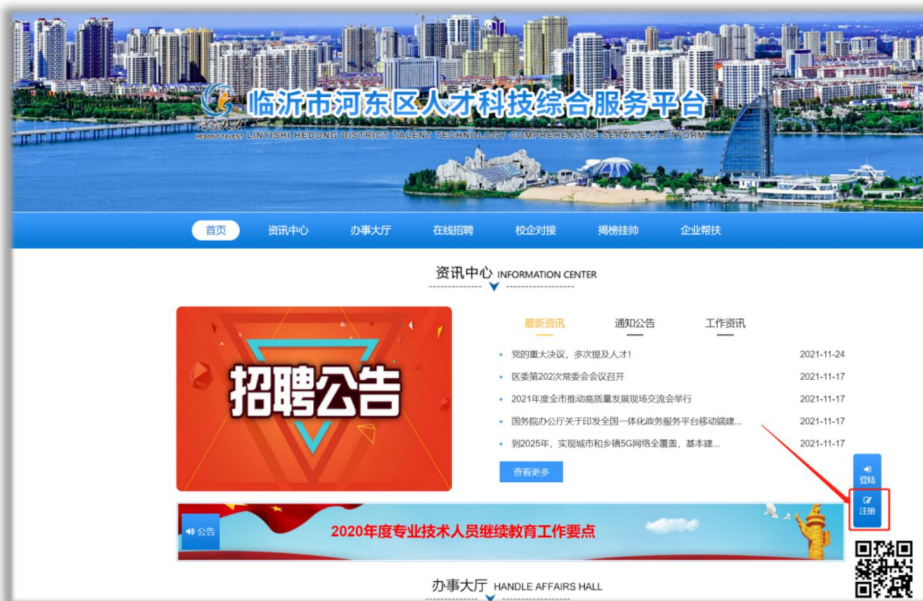 临沂市河东区人才科技综合服务平台
LINYISHI HEDONG DISTRICT TALENT TECHNOLOGY COMPREHENSIVE SERVICE PLATFORM
首页 资讯中心 办事大厅 在线招聘 校企对接 揭榜挂帅 企业帮扶
资讯中心 INFORMATION CENTER
最新资讯 通知公告 工作资讯
党的重大决议，多次提及人才！ 2021-11-24
区委第202次常委会会议召开 2021-11-17
2021年度全市推动高质量发展现场交流会举行 2021-11-17
国务院办公厅关于印发全国一体化政务服务平台移动端建... 2021-11-17
到2025年，实现城市和乡镇5G网络全覆盖，基本建... 2021-11-17
查看更多
招聘公告
登陆
注册
公告
2020年度专业技术人员继续教育工作要点
办事大厅 HANDLE AFFAIRS HALL